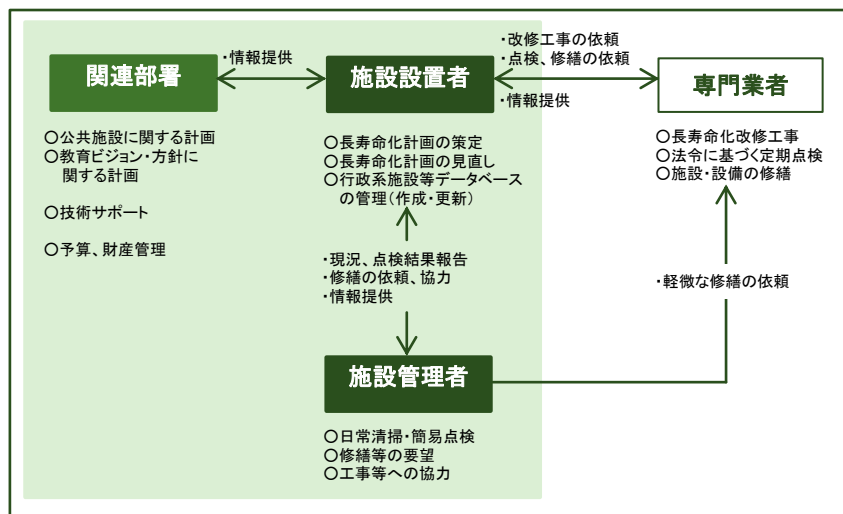 関連部署
・情報提供
施設設置者
・改修工事の依頼
・点検、修繕の依頼
・情報提供
専門業者
○公共施設に関する計画
○教育ビジョン・方針に
関する計画
○技術サポート
○予算、財産管理
○長寿命化計画の策定
○長寿命化計画の見直し
○行政系施設等データベース
の管理（作成・更新）
○長寿命化改修工事
○法令に基づく定期点検
○施設・設備の修繕
・現況、点検結果報告
・修繕の依頼、協力
・情報提供
・軽微な修繕の依頼
施設管理者
○日常清掃・簡易点検
○修繕等の要望
○工事等への協力